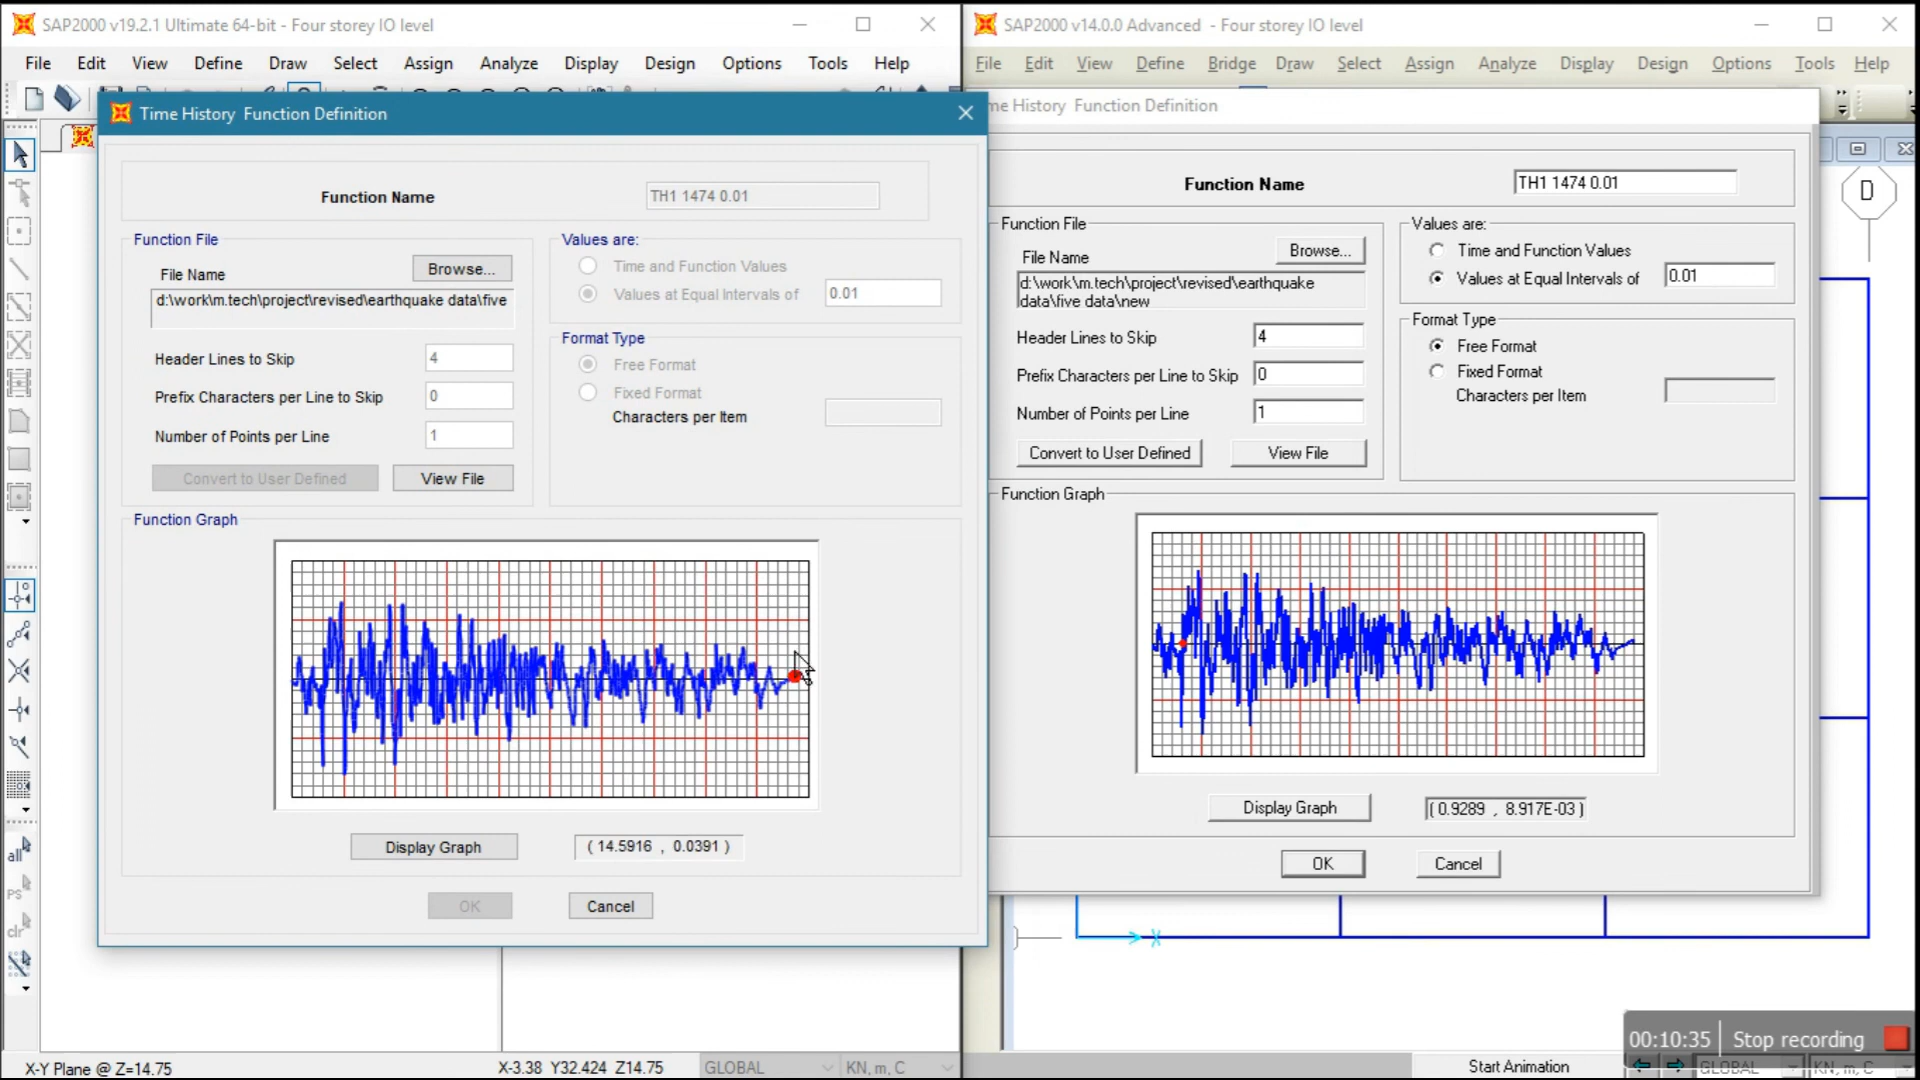 SAP2000 v19.2.1 Ultimate 64-bit - Four storey IO level
File Edit View Define Draw Select Assign Analyze Display Design Options Tools Help
Time History Function Definition
Function Name
TH1 1474 0.01
Function File
File Name
Browse...
d:\work\m.tech\project\revised\earthquake data\five
Header Lines to Skip
4
Prefix Characters per Line to Skip
0
Number of Points per Line
1
Convert to User Defined
View File
Values are:
Time and Function Values
Values at Equal Intervals of
0.01
Format Type
Free Format
Fixed Format
Characters per Item
Function Graph
Display Graph
( 14.5916 , 0.0391 )
OK
Cancel
all
PS
clr
X-Y Plane @ Z=14.75
X-3.38 Y32.424 Z14.75
GLOBAL
KN, m, C
SAP2000 v14.0.0 Advanced - Four storey IO level
File Edit View Define Bridge Draw Select Assign Analyze Display Design Options Tools Help
me History Function Definition
Function Name
TH1 1474 0.01
Function File
File Name
Browse...
d:\work\m.tech\project\revised\earthquake
data\five data\new
Header Lines to Skip
4
Prefix Characters per Line to Skip
0
Number of Points per Line
1
Convert to User Defined
View File
Values are:
Time and Function Values
Values at Equal Intervals of
0.01
Format Type
Free Format
Fixed Format
Characters per Item
Function Graph
Display Graph
( 0.9289 , 8.917E-03 )
OK
Cancel
D
X
00:10:35
Stop recording
Start Animation
GLOBAL
KN, m, C